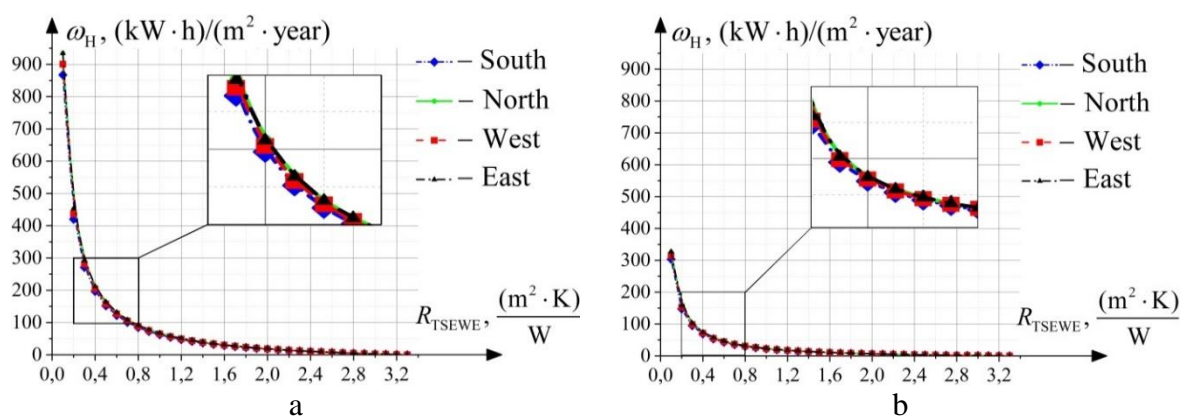 ω_H, (kW · h)/(m² · year)
900
800
700
600
500
400
300
200
100
0
0,0 0,4 0,8 1,2 1,6 2,0 2,4 2,8 3,2
South
North
West
East
R_TSEWE, (m² · K)/W
a
ω_H, (kW · h)/(m² · year)
900
800
700
600
500
400
300
200
100
0
0,0 0,4 0,8 1,2 1,6 2,0 2,4 2,8 3,2
South
North
West
East
R_TSEWE, (m² · K)/W
b